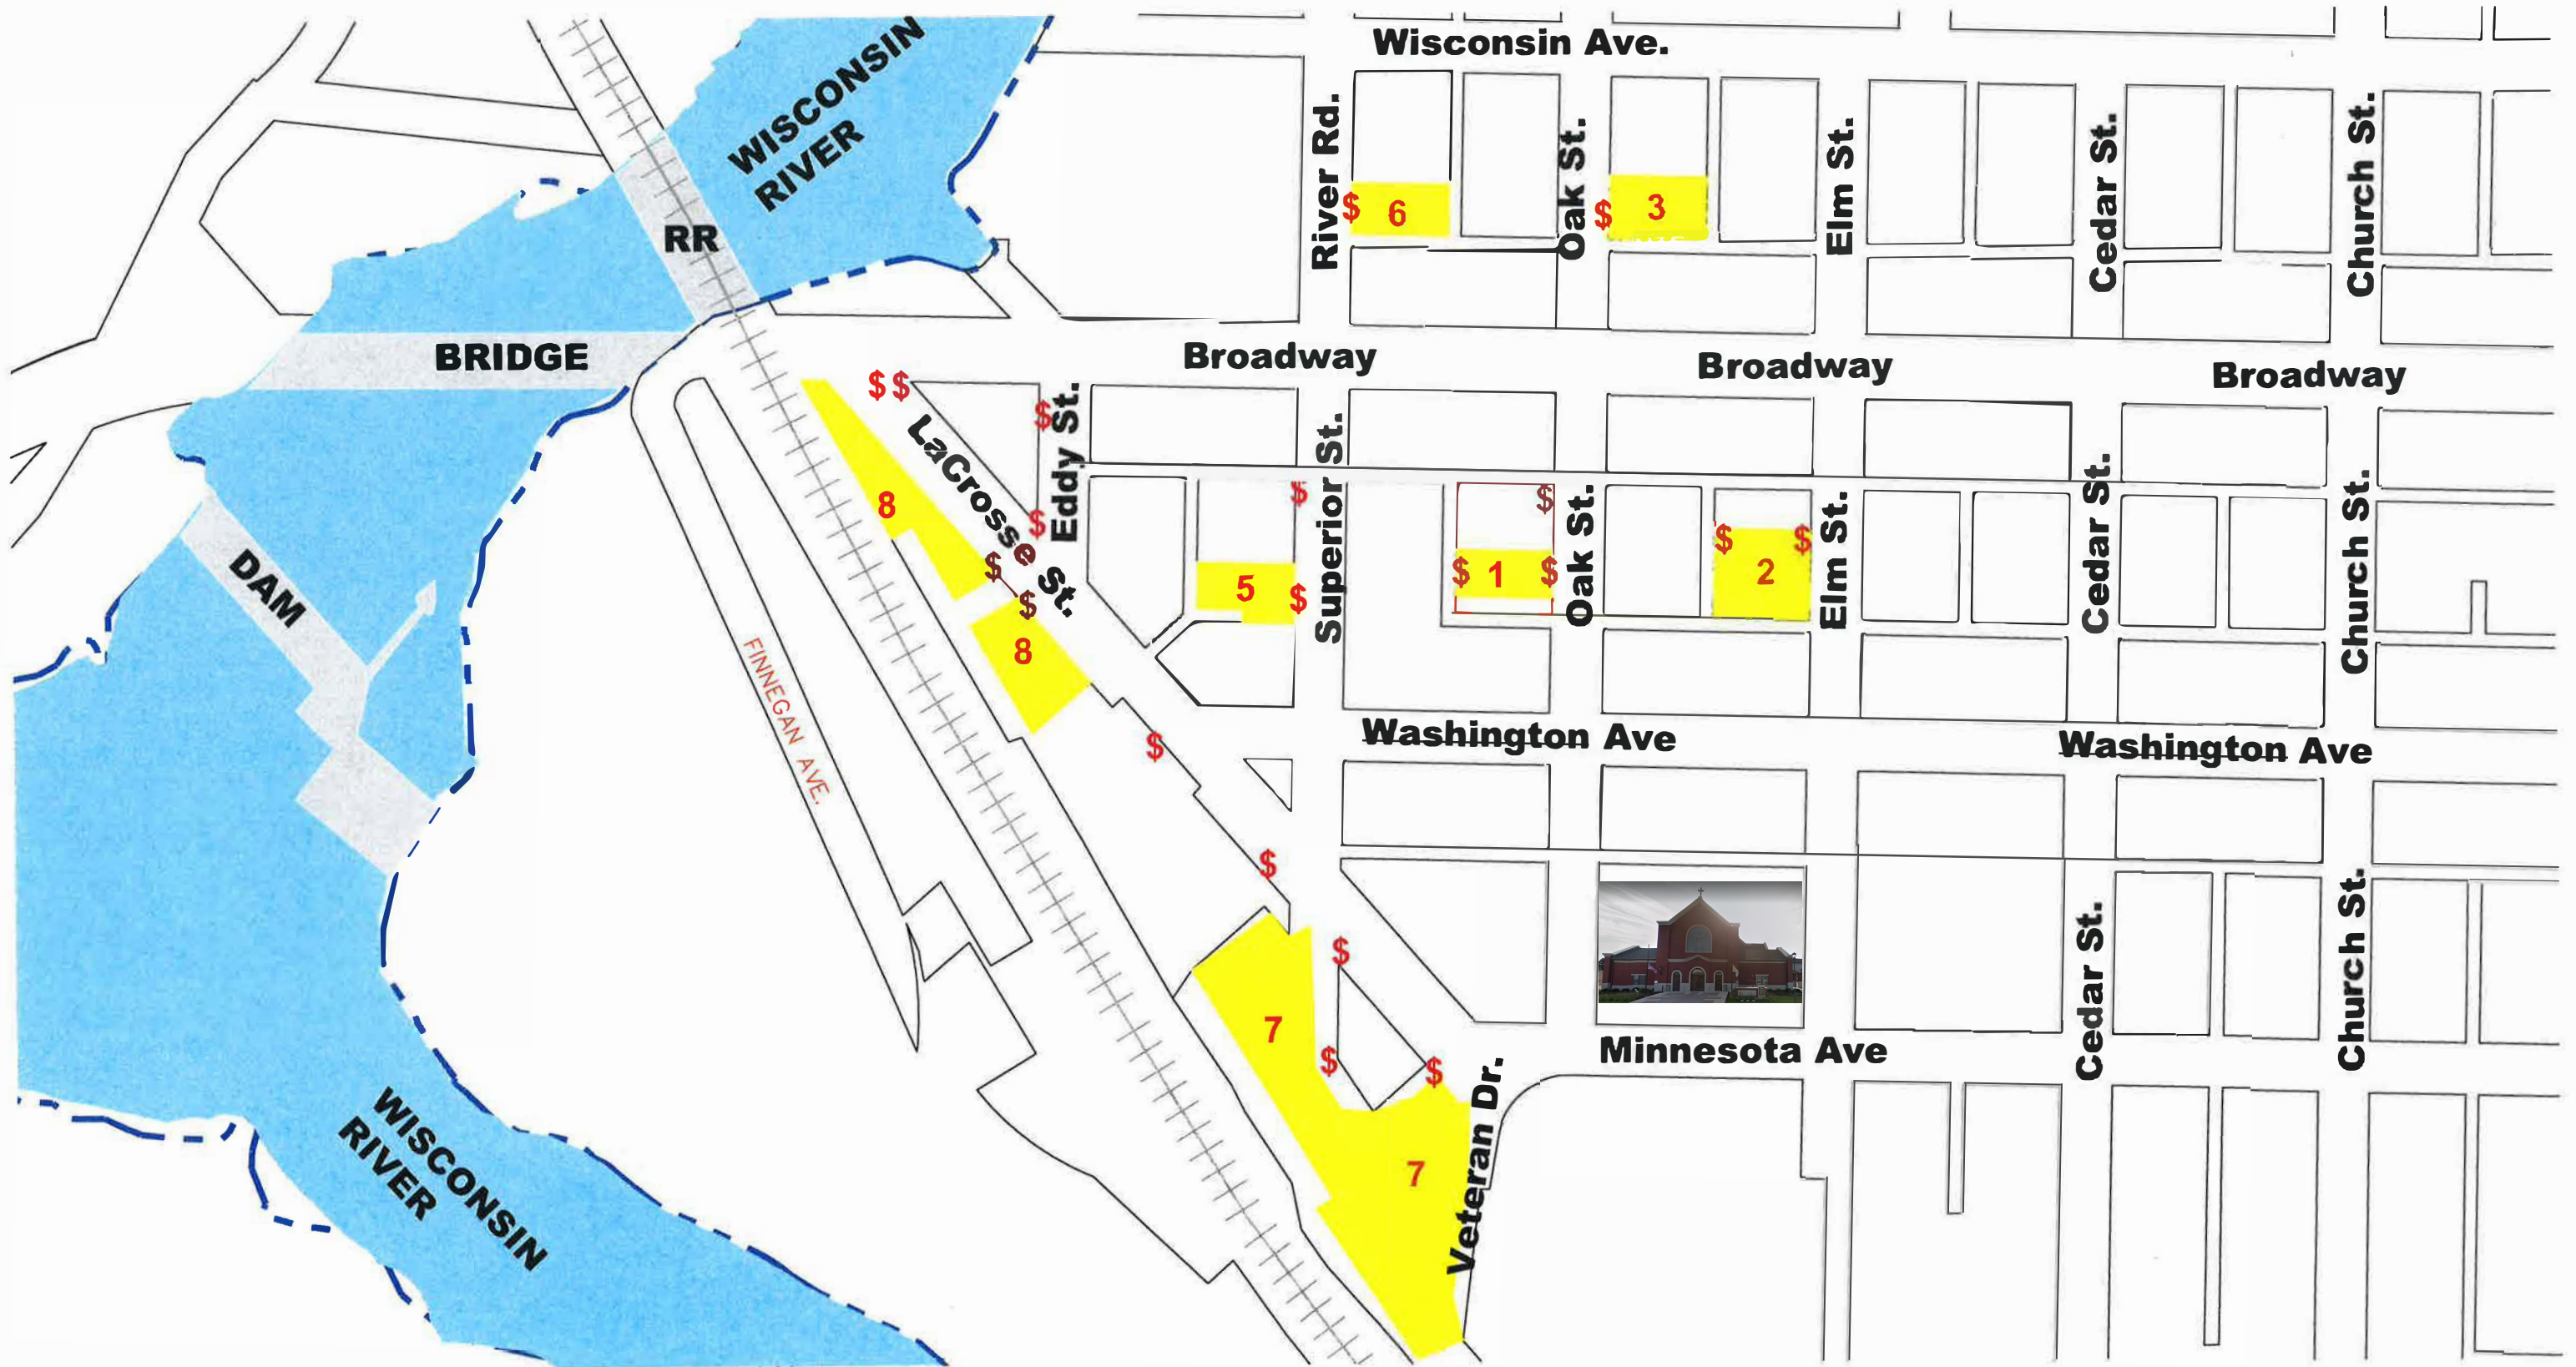 Wisconsin Ave.
WISCONSIN
RIVER
River Rd.
Oak St.
Elm St.
Cedar St.
Church St.
$ 6
$ 3
RR
BRIDGE
Broadway
Broadway
Broadway
$ $
$
LaCrosse St.
Eddy St.
$
Superior St.
$
$
Oak St.
Elm St.
Cedar St.
Church St.
8
$
$
8
5 $
$ 1 $
$ $
2
DAM
FINNEGAN AVE.
$
Washington Ave
Washington Ave
$
$
7
$
$
Minnesota Ave
Cedar St.
Church St.
7
Veteran Dr.
WISCONSIN
RIVER